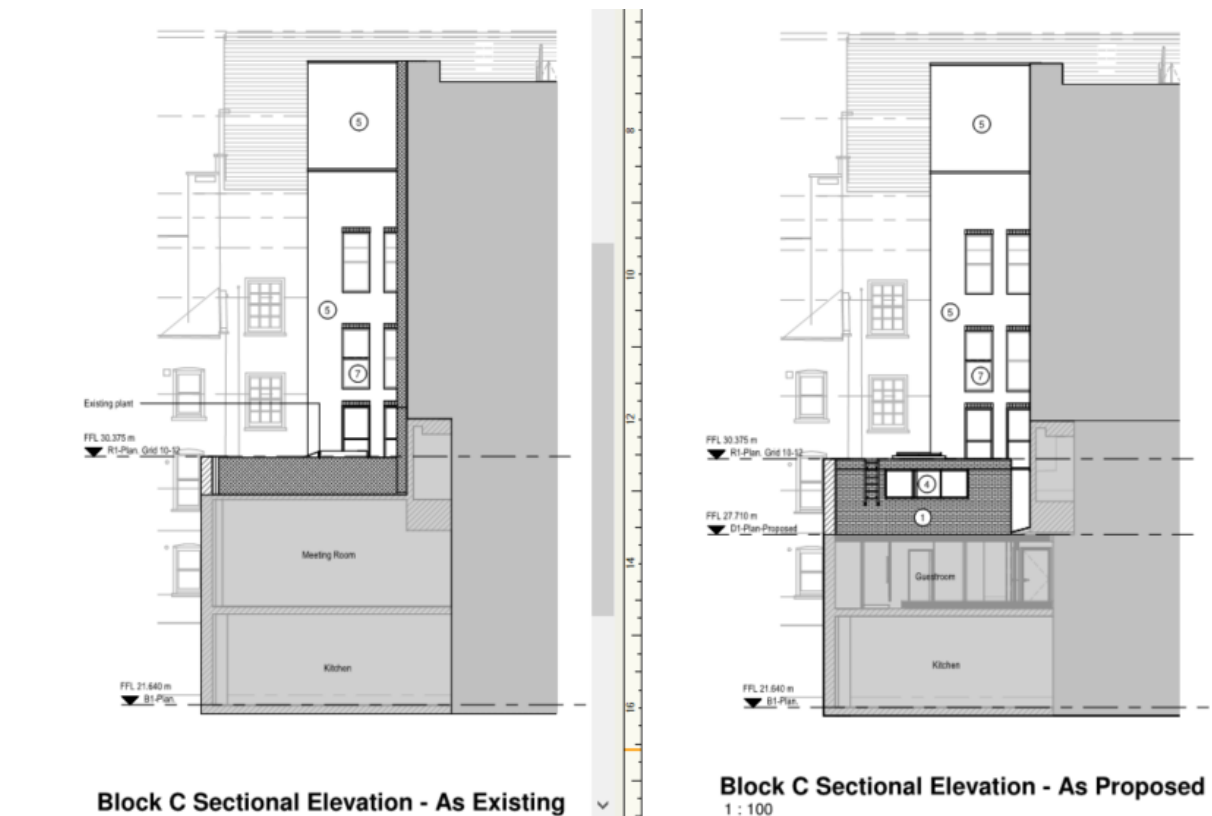 5
5
7
Existing plant
FFL 30.375 m
R1-Plan. Grid 10-12
Meeting Room
Kitchen
FFL 21.640 m
B1-Plan.
Block C Sectional Elevation - As Existing
8
10
12
14
16
5
5
7
FFL 30.375 m
R1-Plan. Grid 10-12
4
1
FFL 27.710 m
D1-Plan-Proposed
Guestroom
Kitchen
FFL 21.640 m
B1-Plan.
Block C Sectional Elevation - As Proposed
1 : 100